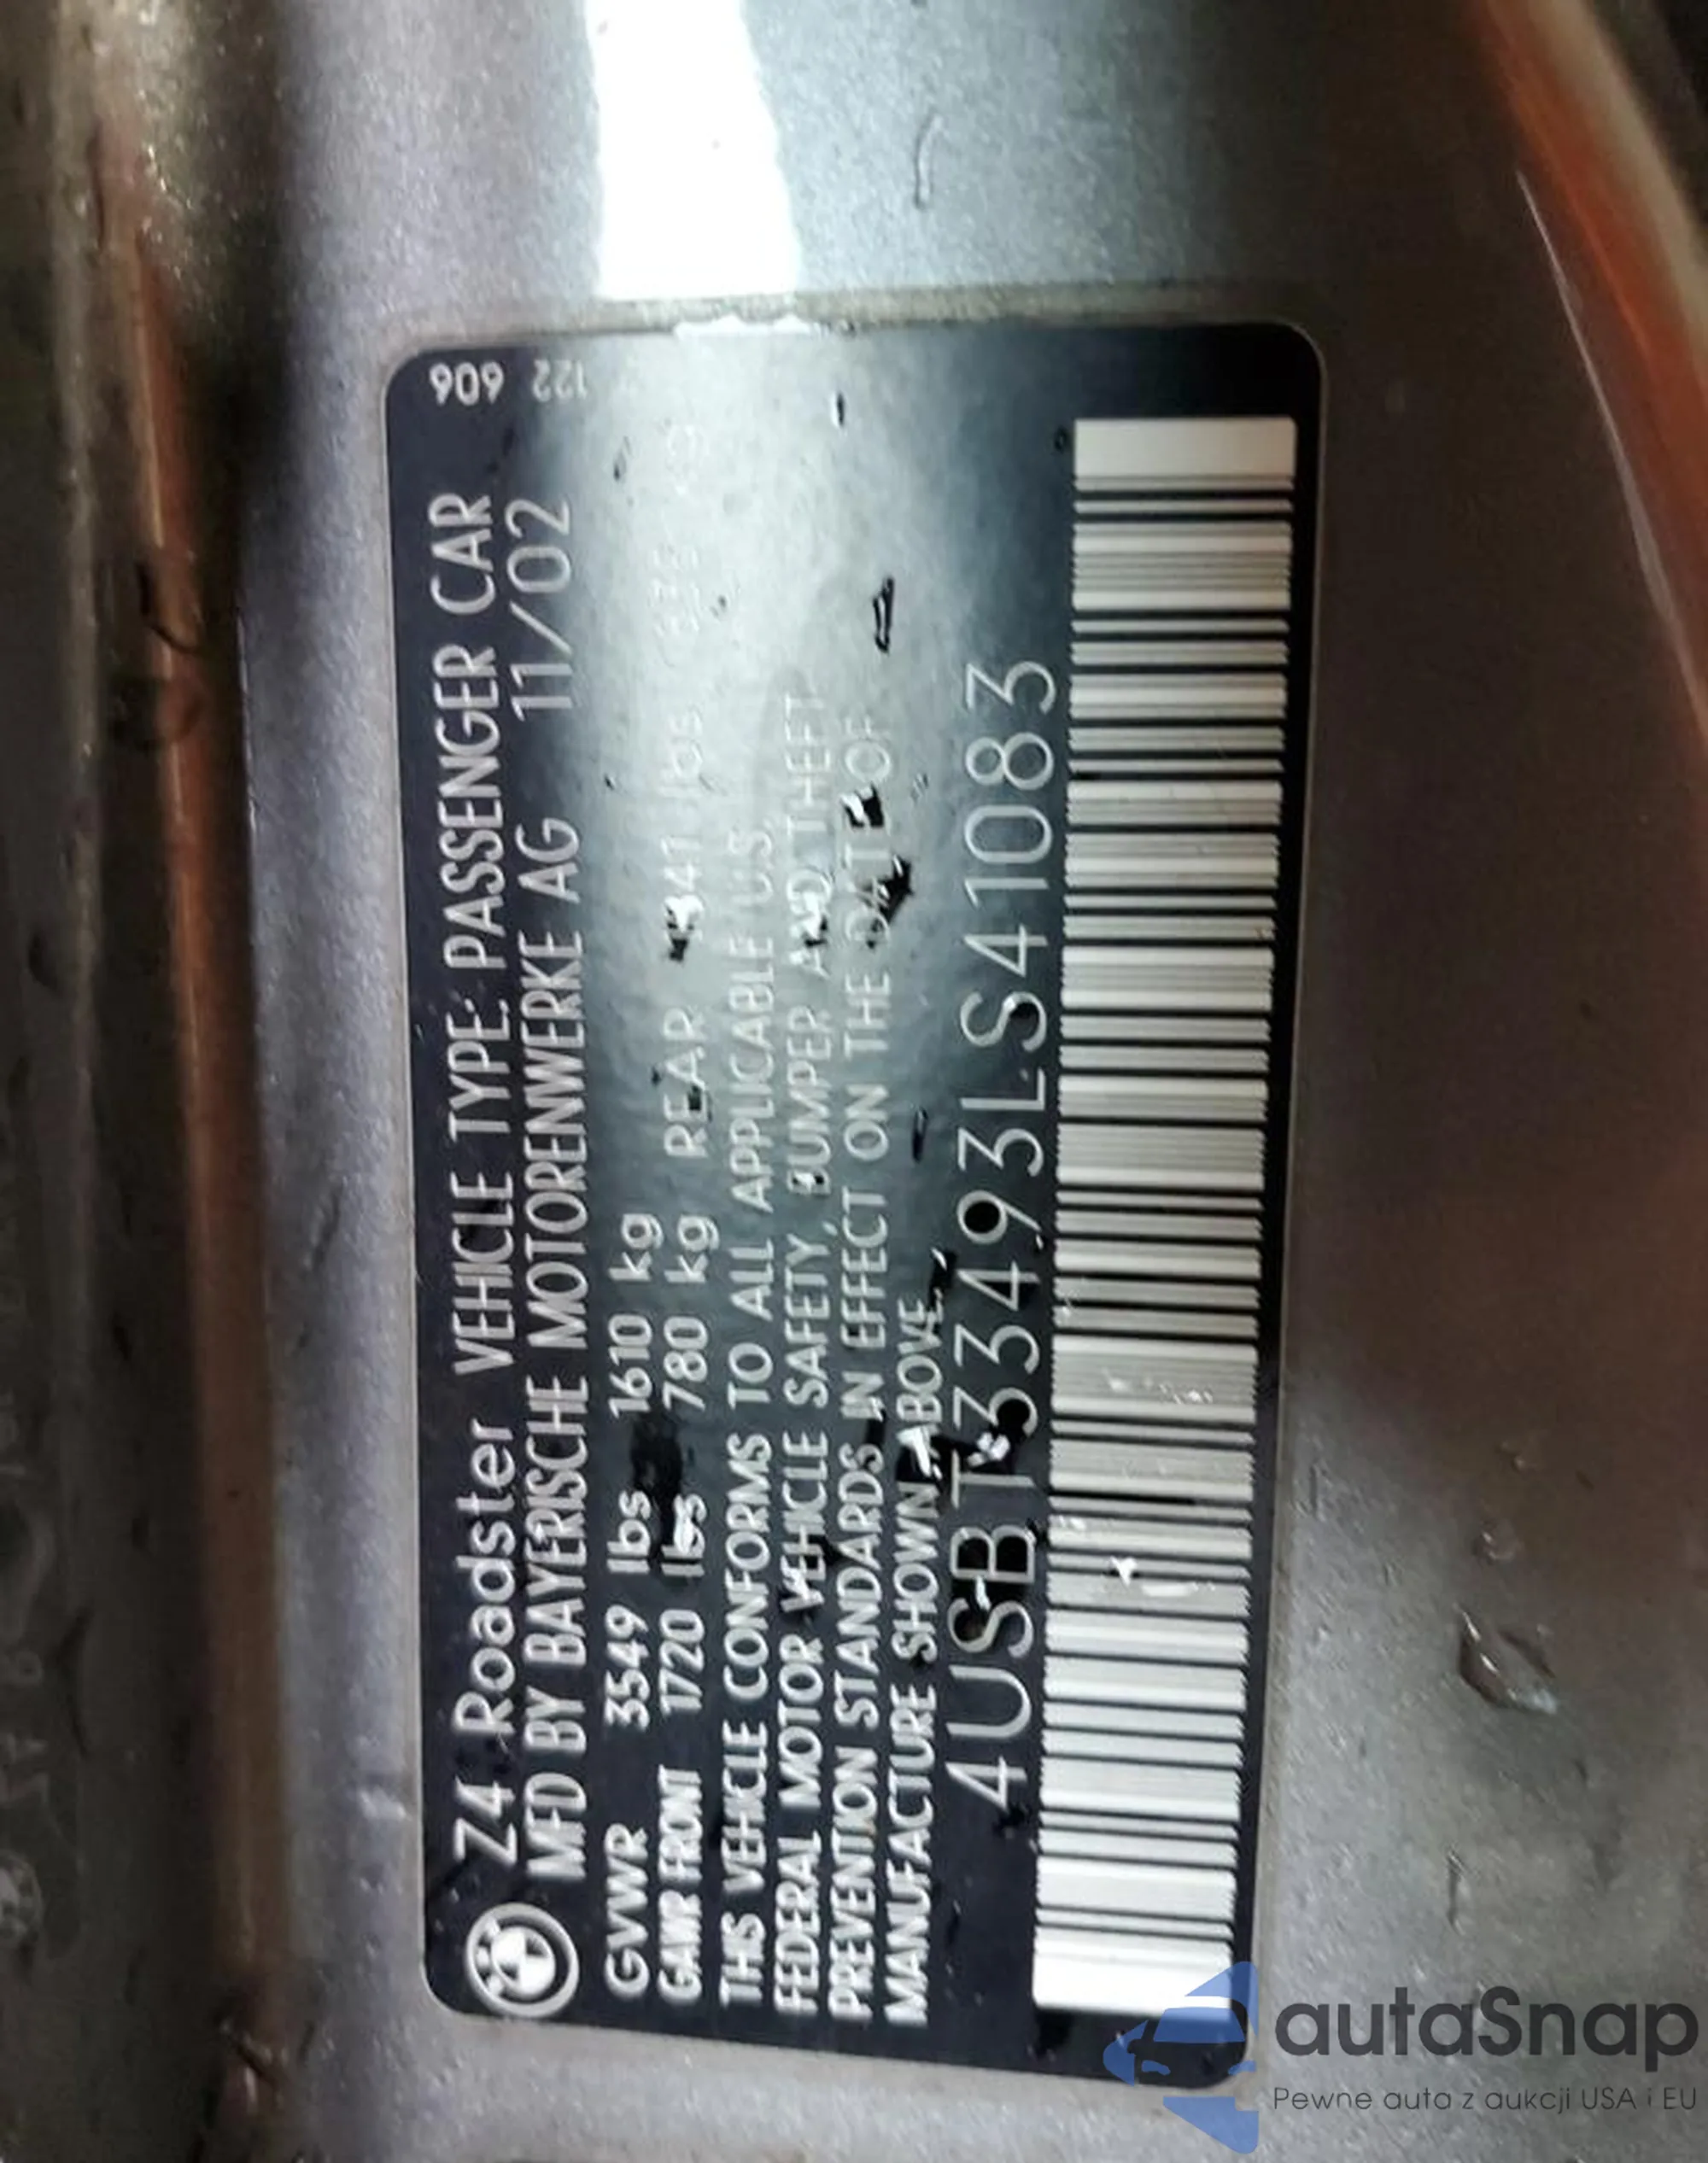 Z4 Roadster VEHICLE TYPE: PASSENGER CAR
MFD BY BAYERISCHE MOTORENWERKE AG 11/02
GVWR 3549 lbs 1610 kg
GAWR FRONT 1720 lbs 780 kg REAR lbs
THIS VEHICLE CONFORMS TO ALL APPLICABLE US.
FEDERAL MOTOR VEHICLE SAFETY, BUMPER AND THEFT
PREVENTION STANDARDS IN EFFECT ON THE DATE OF
MANUFACTURE SHOWN ABOVE.
4USBT33493LS41083
606
122
autaSnap
Pewne auta z aukcji USA i EU